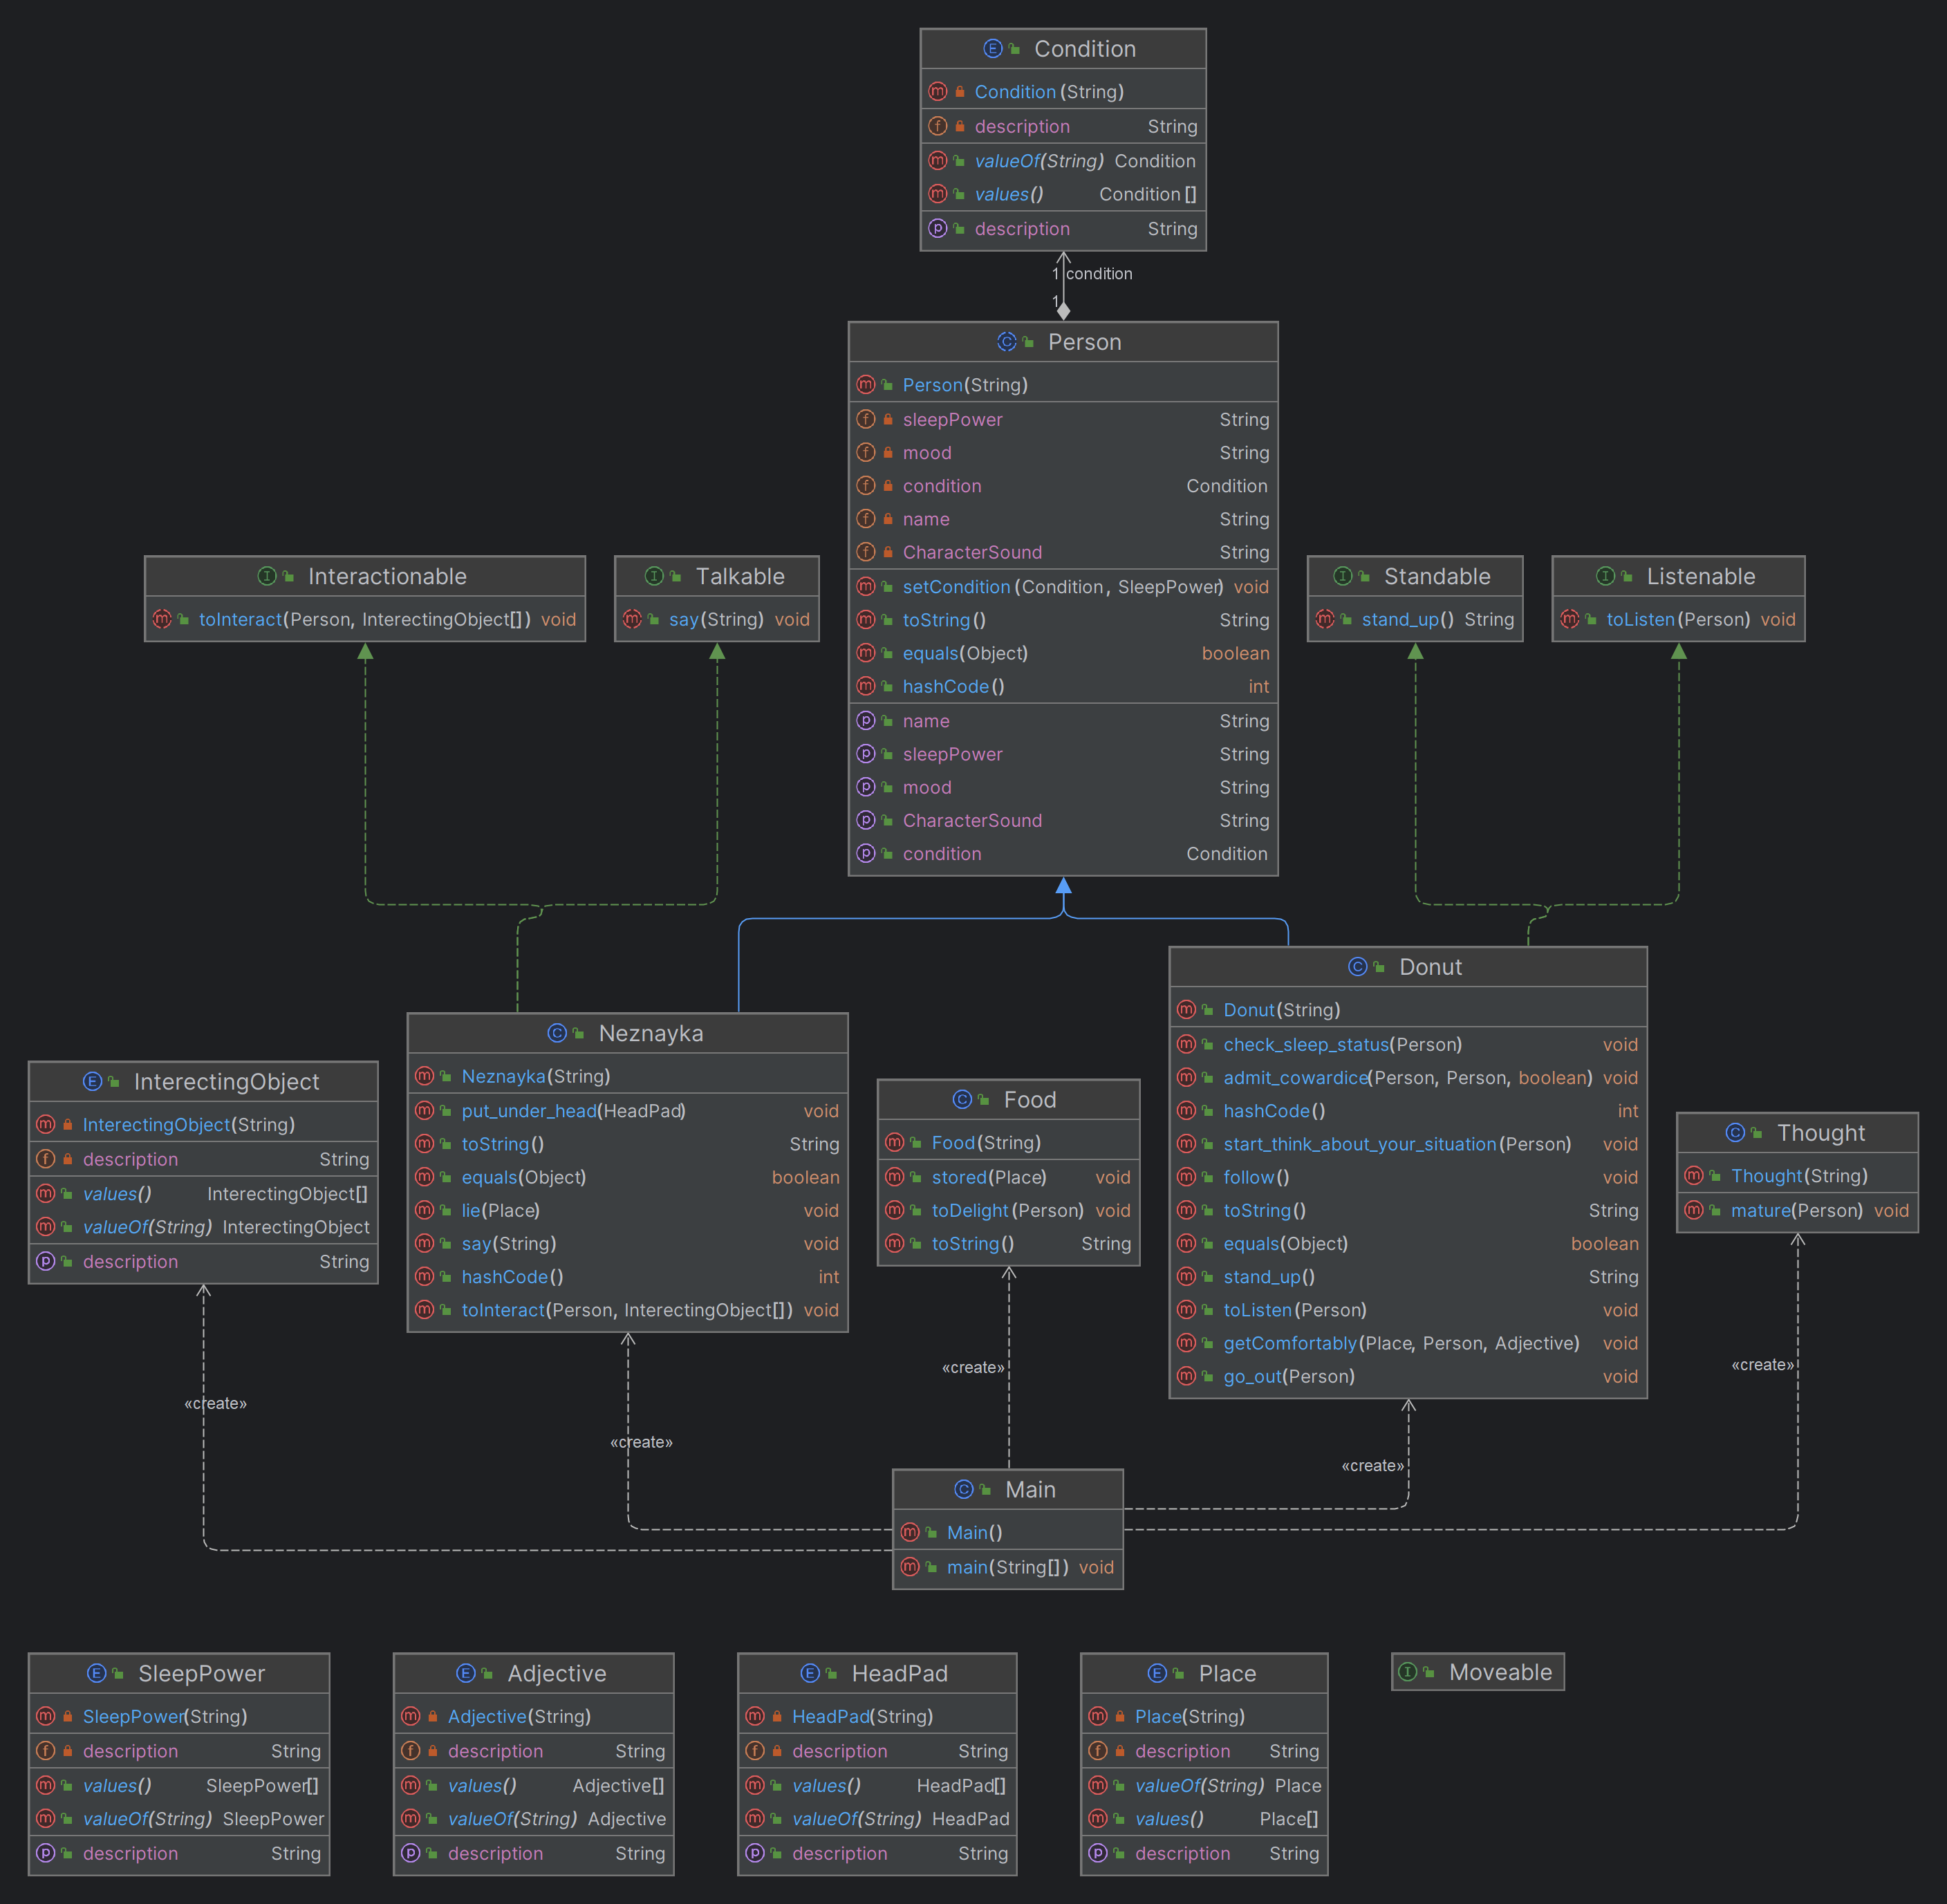 Condition
Condition(String)
description String
valueOf(String) Condition
values() Condition[]
description String
1 condition
1
Person
Person(String)
sleepPower String
mood String
condition Condition
name String
CharacterSound String
setCondition(Condition, SleepPower) void
toString() String
equals(Object) boolean
hashCode() int
name String
sleepPower String
mood String
CharacterSound String
condition Condition
Interactionable
toInteract(Person, InterectingObject[]) void
Talkable
say(String) void
Standable
stand_up() String
Listenable
toListen(Person) void
Neznayka
Neznayka(String)
put_under_head(HeadPad) void
toString() String
equals(Object) boolean
lie(Place) void
say(String) void
hashCode() int
toInteract(Person, InterectingObject[]) void
Donut
Donut(String)
check_sleep_status(Person) void
admit_cowardice(Person, Person, boolean) void
hashCode() int
start_think_about_your_situation(Person) void
follow() void
toString() String
equals(Object) boolean
stand_up() String
toListen(Person) void
getComfortably(Place, Person, Adjective) void
go_out(Person) void
InterectingObject
InterectingObject(String)
description String
values() InterectingObject[]
valueOf(String) InterectingObject
description String
Food
Food(String)
stored(Place) void
toDelight(Person) void
toString() String
Thought
Thought(String)
mature(Person) void
«create»
«create»
«create»
«create»
«create»
Main
Main()
main(String[]) void
SleepPower
SleepPower(String)
description String
values() SleepPower[]
valueOf(String) SleepPower
description String
Adjective
Adjective(String)
description String
values() Adjective[]
valueOf(String) Adjective
description String
HeadPad
HeadPad(String)
description String
values() HeadPad[]
valueOf(String) HeadPad
description String
Place
Place(String)
description String
valueOf(String) Place
values() Place[]
description String
Moveable